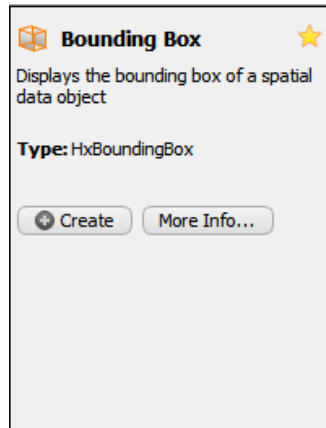 Bounding Box
Displays the bounding box of a spatial
data object
Type: HxBoundingBox
Create
More Info...